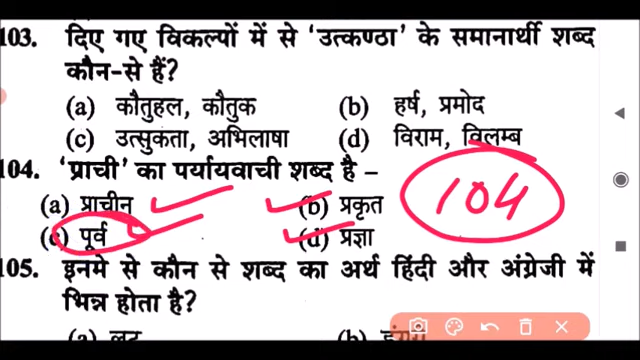 103. दिए गए विकल्पों में से 'उत्कण्ठा' के समानार्थी शब्द
कौन-से हैं?
(a) कौतुहल, कौतुक (b) हर्ष, प्रमोद
(c) उत्सुकता, अभिलाषा (d) विराम, विलम्ब
104. 'प्राची' का पर्यायवाची शब्द है –
(a) प्राचीन (b) प्रकृत
(c) पूर्व (d) प्रज्ञा
104
105. इनमे से कौन से शब्द का अर्थ हिंदी और अंग्रेजी में
भिन्न होता है?
(a) (b)